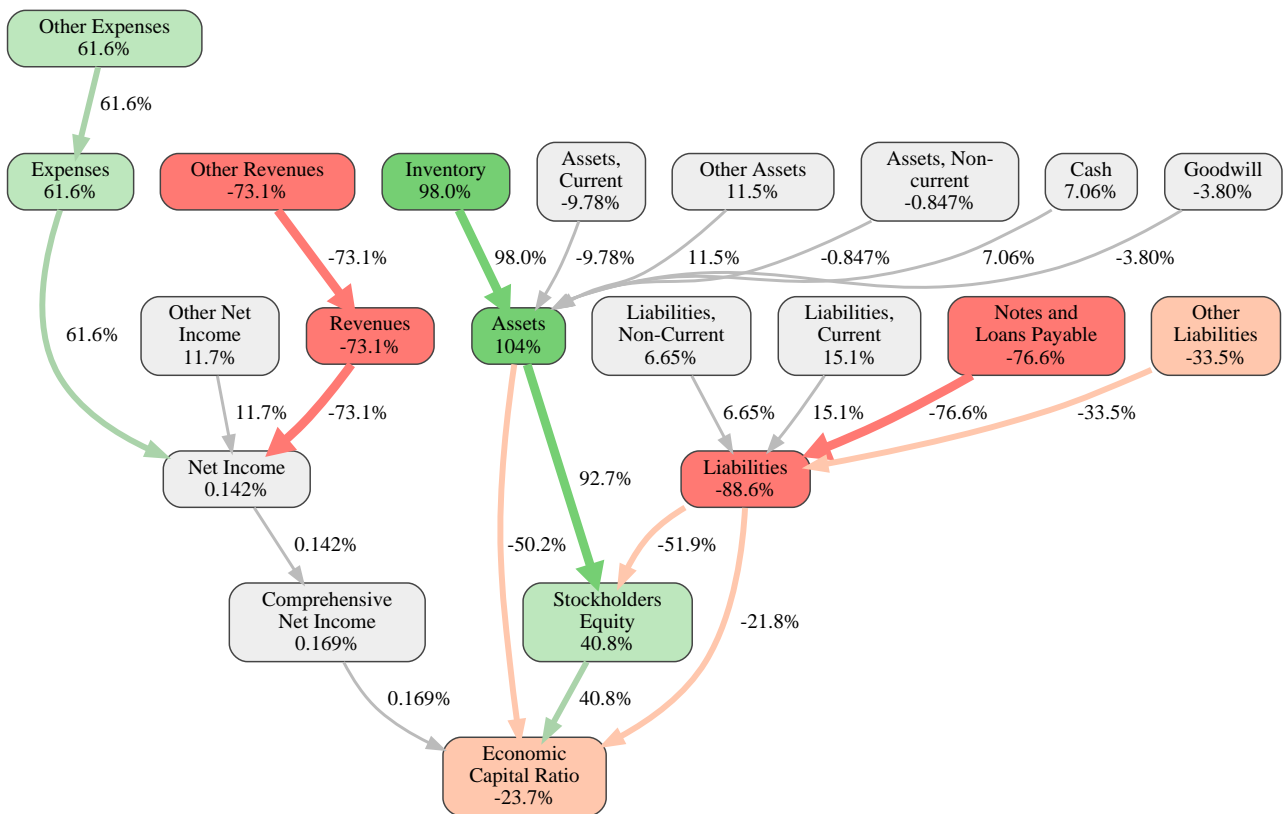 Other Expenses
61.6%
61.6%
Expenses
61.6%
Other Revenues
-73.1%
Inventory
98.0%
Assets,
Current
-9.78%
Other Assets
11.5%
Assets, Non-
current
-0.847%
Cash
7.06%
Goodwill
-3.80%
-73.1%
98.0%
-9.78%
11.5%
-0.847%
7.06%
-3.80%
61.6%
Other Net
Income
11.7%
Revenues
-73.1%
Assets
104%
Liabilities,
Non-Current
6.65%
Liabilities,
Current
15.1%
Notes and
Loans Payable
-76.6%
Other
Liabilities
-33.5%
11.7%
-73.1%
6.65%
15.1%
-76.6%
-33.5%
Net Income
0.142%
92.7%
Liabilities
-88.6%
0.142%
-50.2%
-51.9%
Comprehensive
Net Income
0.169%
Stockholders
Equity
40.8%
-21.8%
0.169%
40.8%
Economic
Capital Ratio
-23.7%